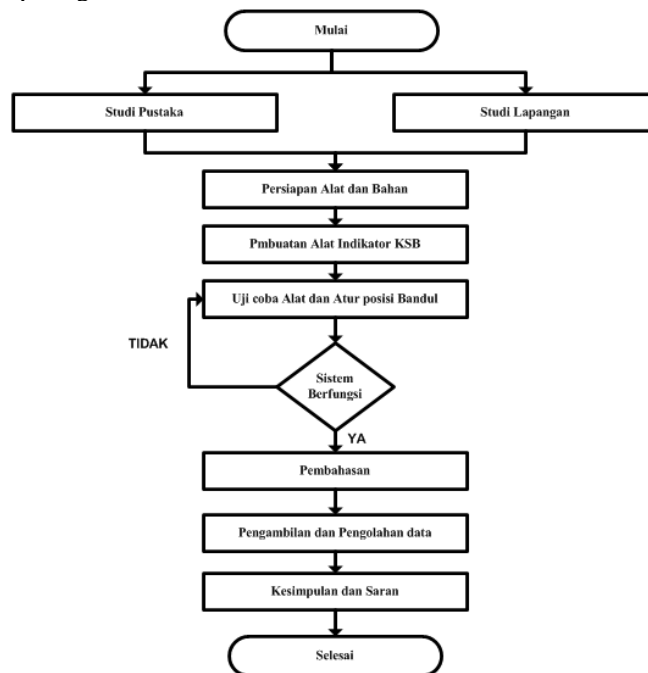 Mulai
Studi Pustaka
Studi Lapangan
Persiapan Alat dan Bahan
Pmbuatan Alat Indikator KSB
Uji coba Alat dan Atur posisi Bandul
TIDAK
Sistem
Berfungsi
YA
Pembahasan
Pengambilan dan Pengolahan data
Kesimpulan dan Saran
Selesai